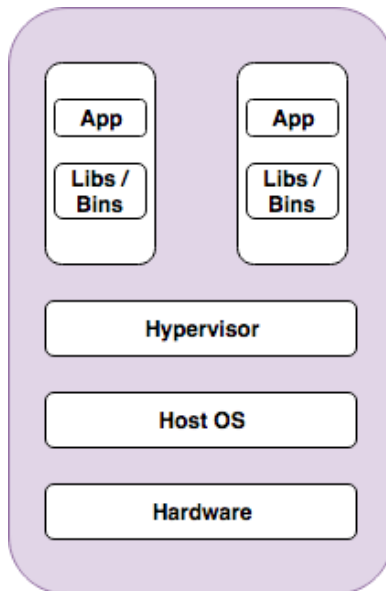 App
App
Libs /
Bins
Libs /
Bins
Hypervisor
Host OS
Hardware